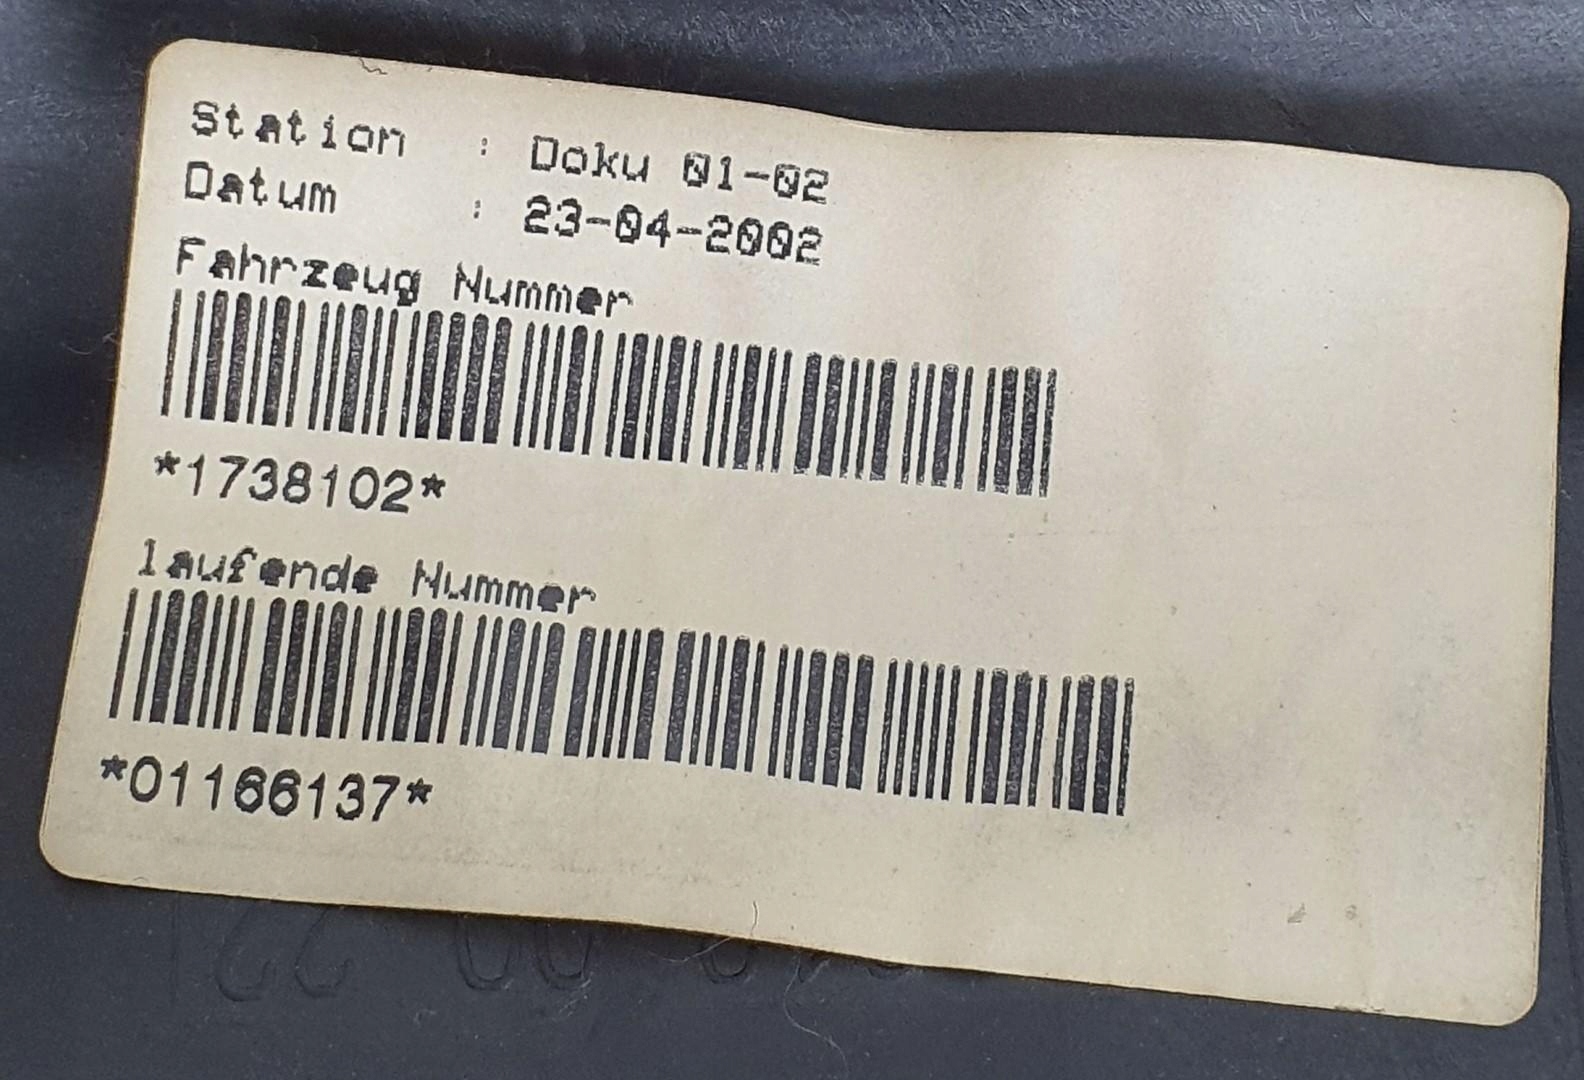 Station : Doku 01-02
Datum : 23-04-2002
Fahrzeug Nummer
*1738102*
laufende Nummer
*01166137*